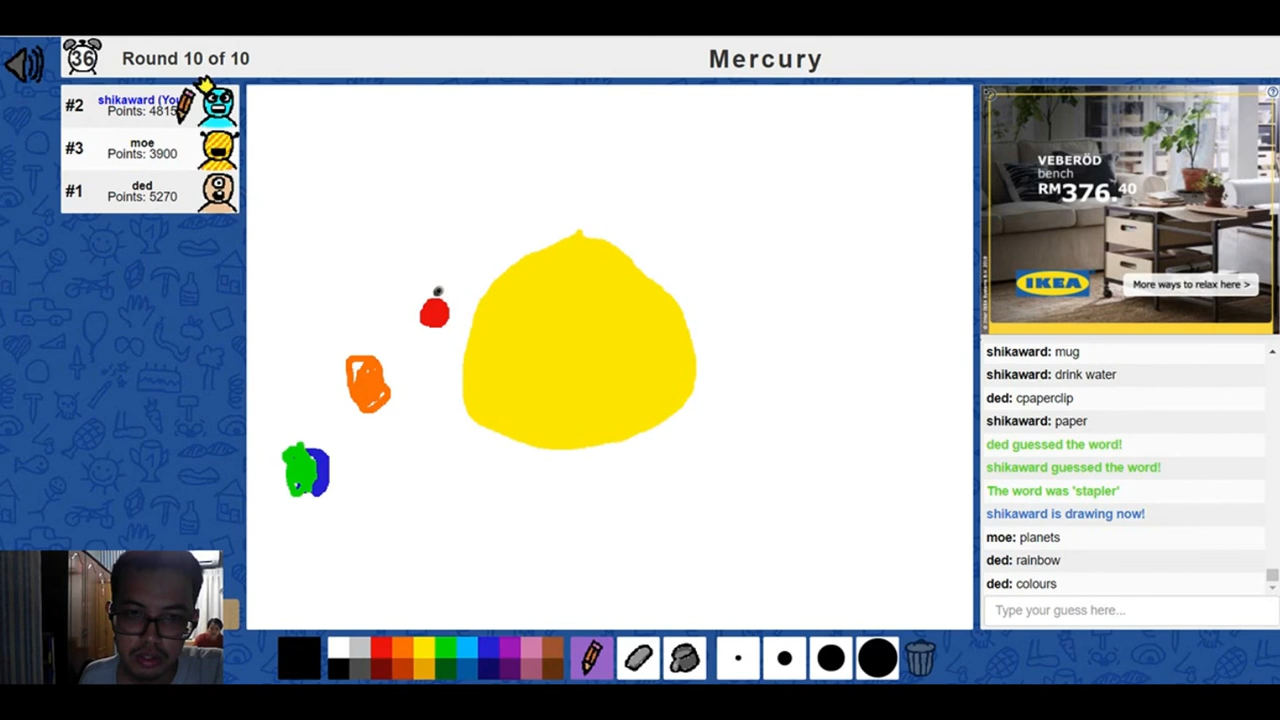 36
Round 10 of 10
Mercury
#2
shikaward (You
Points: 4815
#3
moe
Points: 3900
#1
ded
Points: 5270
VEBERÖD
bench
RM376.40
IKEA
More ways to relax here >
shikaward: mug
shikaward: drink water
ded: cpaperclip
shikaward: paper
ded guessed the word!
shikaward guessed the word!
The word was 'stapler'
shikaward is drawing now!
moe: planets
ded: rainbow
ded: colours
Type your guess here...